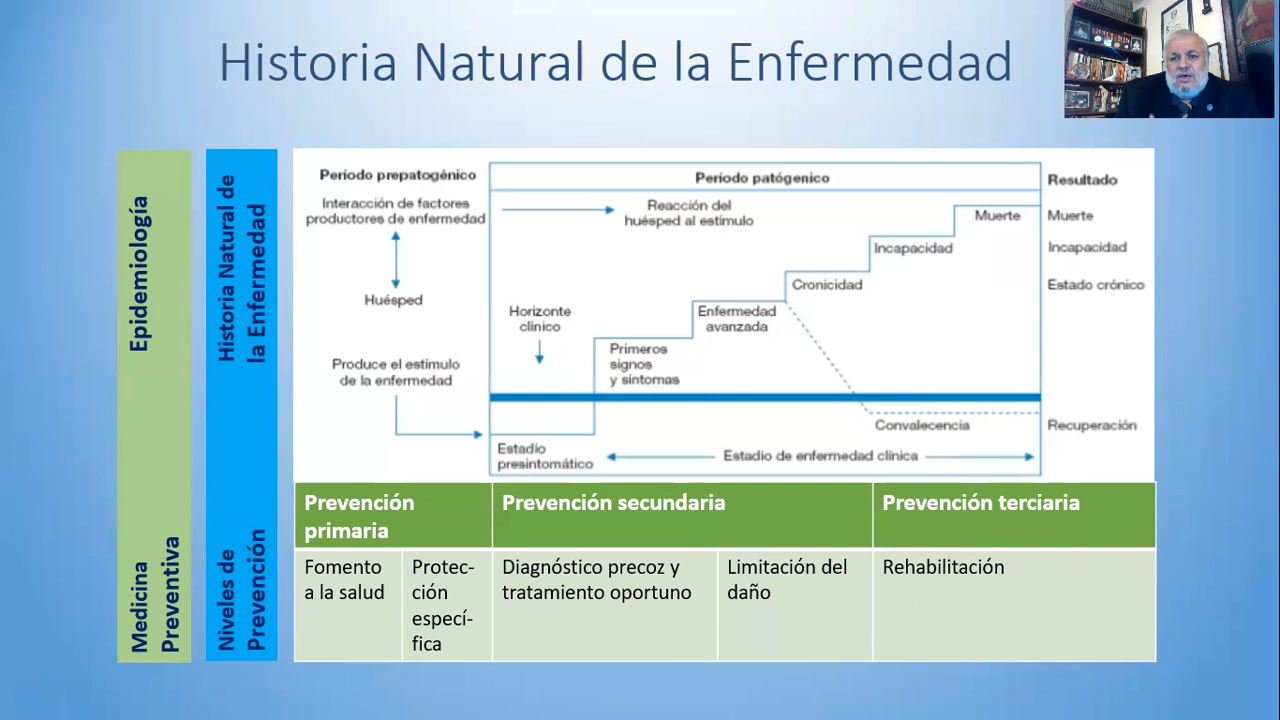 Historia Natural de la Enfermedad
Epidemiología
Medicina
Preventiva
Historia Natural de
la Enfermedad
Niveles de
Prevención
Período prepatogénico
Interacción de factores
productores de enfermedad
Huésped
Produce el estímulo
de la enfermedad
Período patógenico
Reacción del
huésped al estímulo
Horizonte
clínico
Primeros
signos
y síntomas
Enfermedad
avanzada
Cronicidad
Incapacidad
Muerte
Convalecencia
Estadio
presintomático
Estadio de enfermedad clínica
Resultado
Muerte
Incapacidad
Estado crónico
Recuperación
Prevención
primaria
Prevención secundaria
Prevención terciaria
Fomento
a la salud
Protec-
ción
especí-
fica
Diagnóstico precoz y
tratamiento oportuno
Limitación del
daño
Rehabilitación